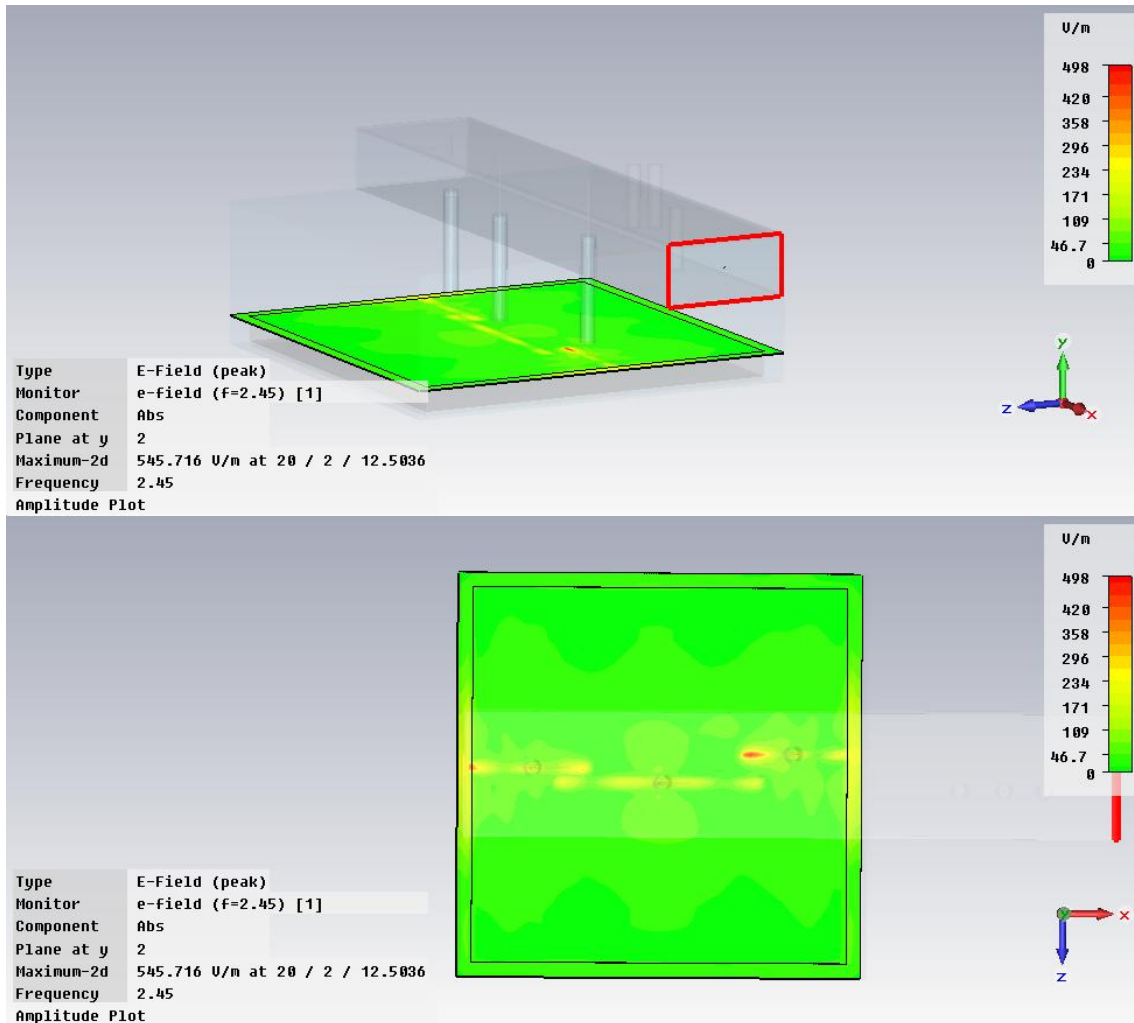 V/m
498
420
358
296
234
171
109
46.7
0
y
z
x
Type E-Field (peak)
Monitor e-field (f=2.45) [1]
Component Abs
Plane at y 2
Maximum-2d 545.716 V/m at 20 / 2 / 12.5036
Frequency 2.45
Amplitude Plot
V/m
498
420
358
296
234
171
109
46.7
0
y
x
z
Type E-Field (peak)
Monitor e-field (f=2.45) [1]
Component Abs
Plane at y 2
Maximum-2d 545.716 V/m at 20 / 2 / 12.5036
Frequency 2.45
Amplitude Plot